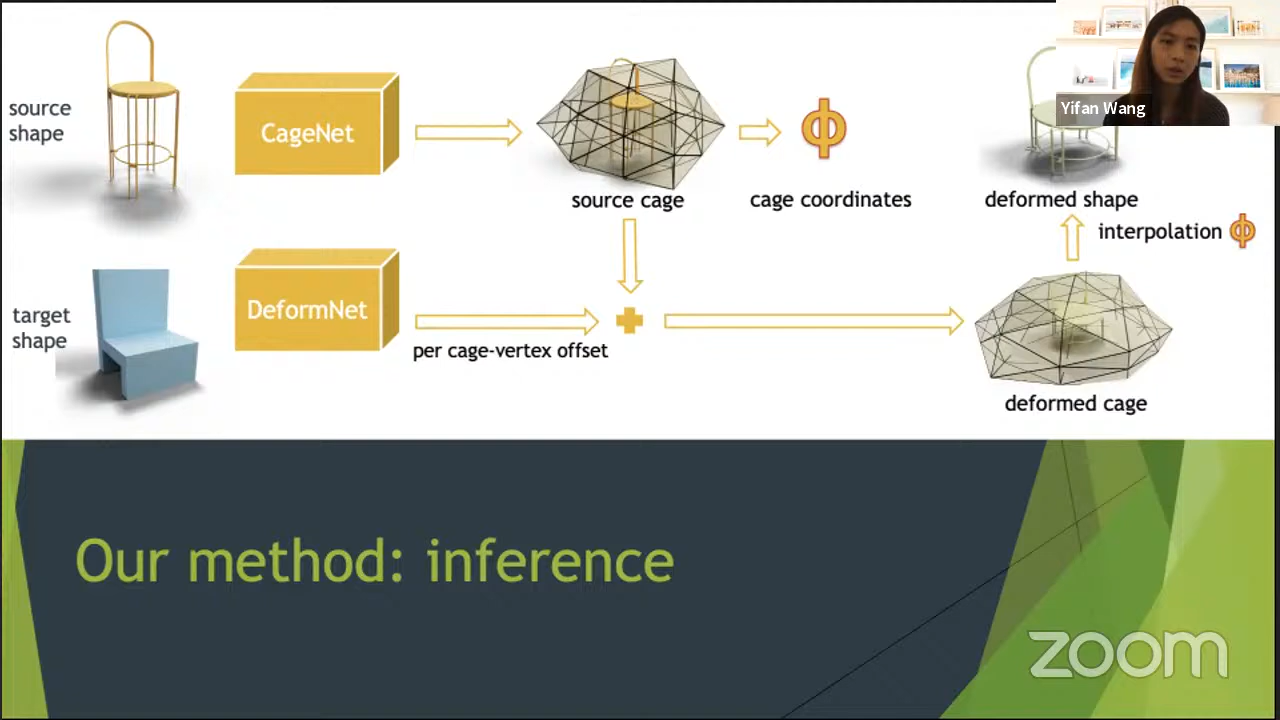 source
shape
CageNet
source cage
ϕ
cage coordinates
Yifan Wang
deformed shape
interpolation ϕ
target
shape
DeformNet
per cage-vertex offset
deformed cage
Our method: inference
zoom